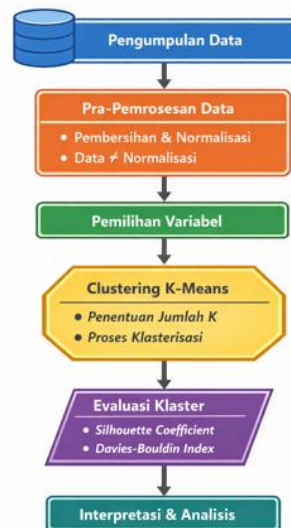 Pengumpulan Data
Pra-Pemrosesan Data
• Pembersihan & Normalisasi
• Data ≠ Normalisasi
Pemilihan Variabel
Clustering K-Means
• Penentuan Jumlah K
• Proses Klasterisasi
Evaluasi Klaster
• Silhouette Coefficient
• Davies-Bouldin Index
Interpretasi & Analisis